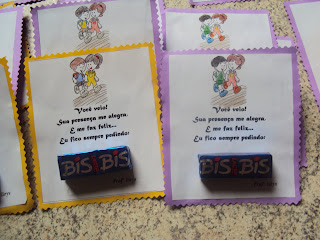 Você veio!
Sua presença me alegra.
E me faz feliz...
Eu fico sempre pedindo:
BIS BIS
Você veio!
Sua presença me alegra.
E me faz feliz...
Eu fico sempre pedindo:
BIS BIS